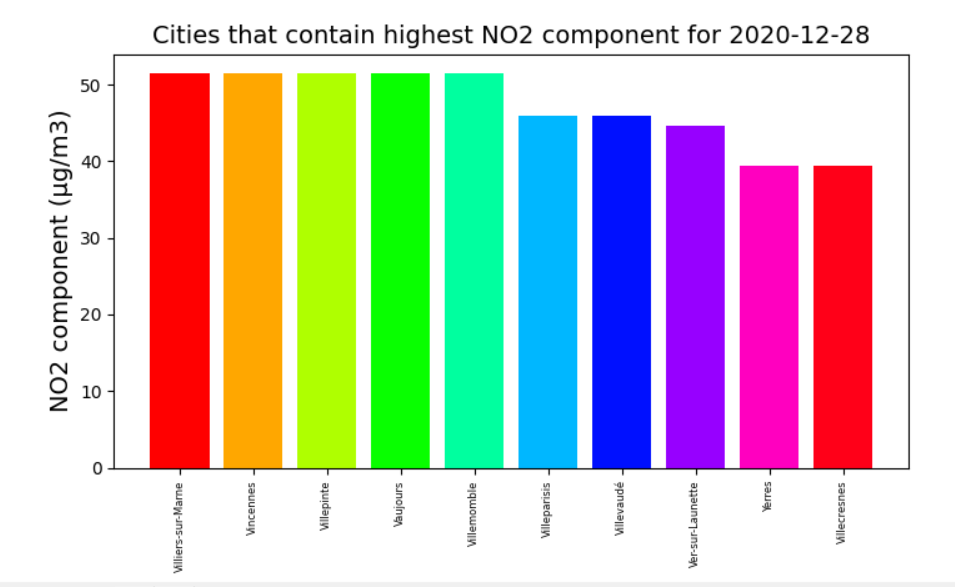 Cities that contain highest NO2 component for 2020-12-28
NO2 component (µg/m3)
50
40
30
20
10
0
Villiers-sur-Marne
Vincennes
Villepinte
Vaujours
Villemomble
Villeparisis
Villevaudé
Ver-sur-Launette
Yerres
Villecresnes